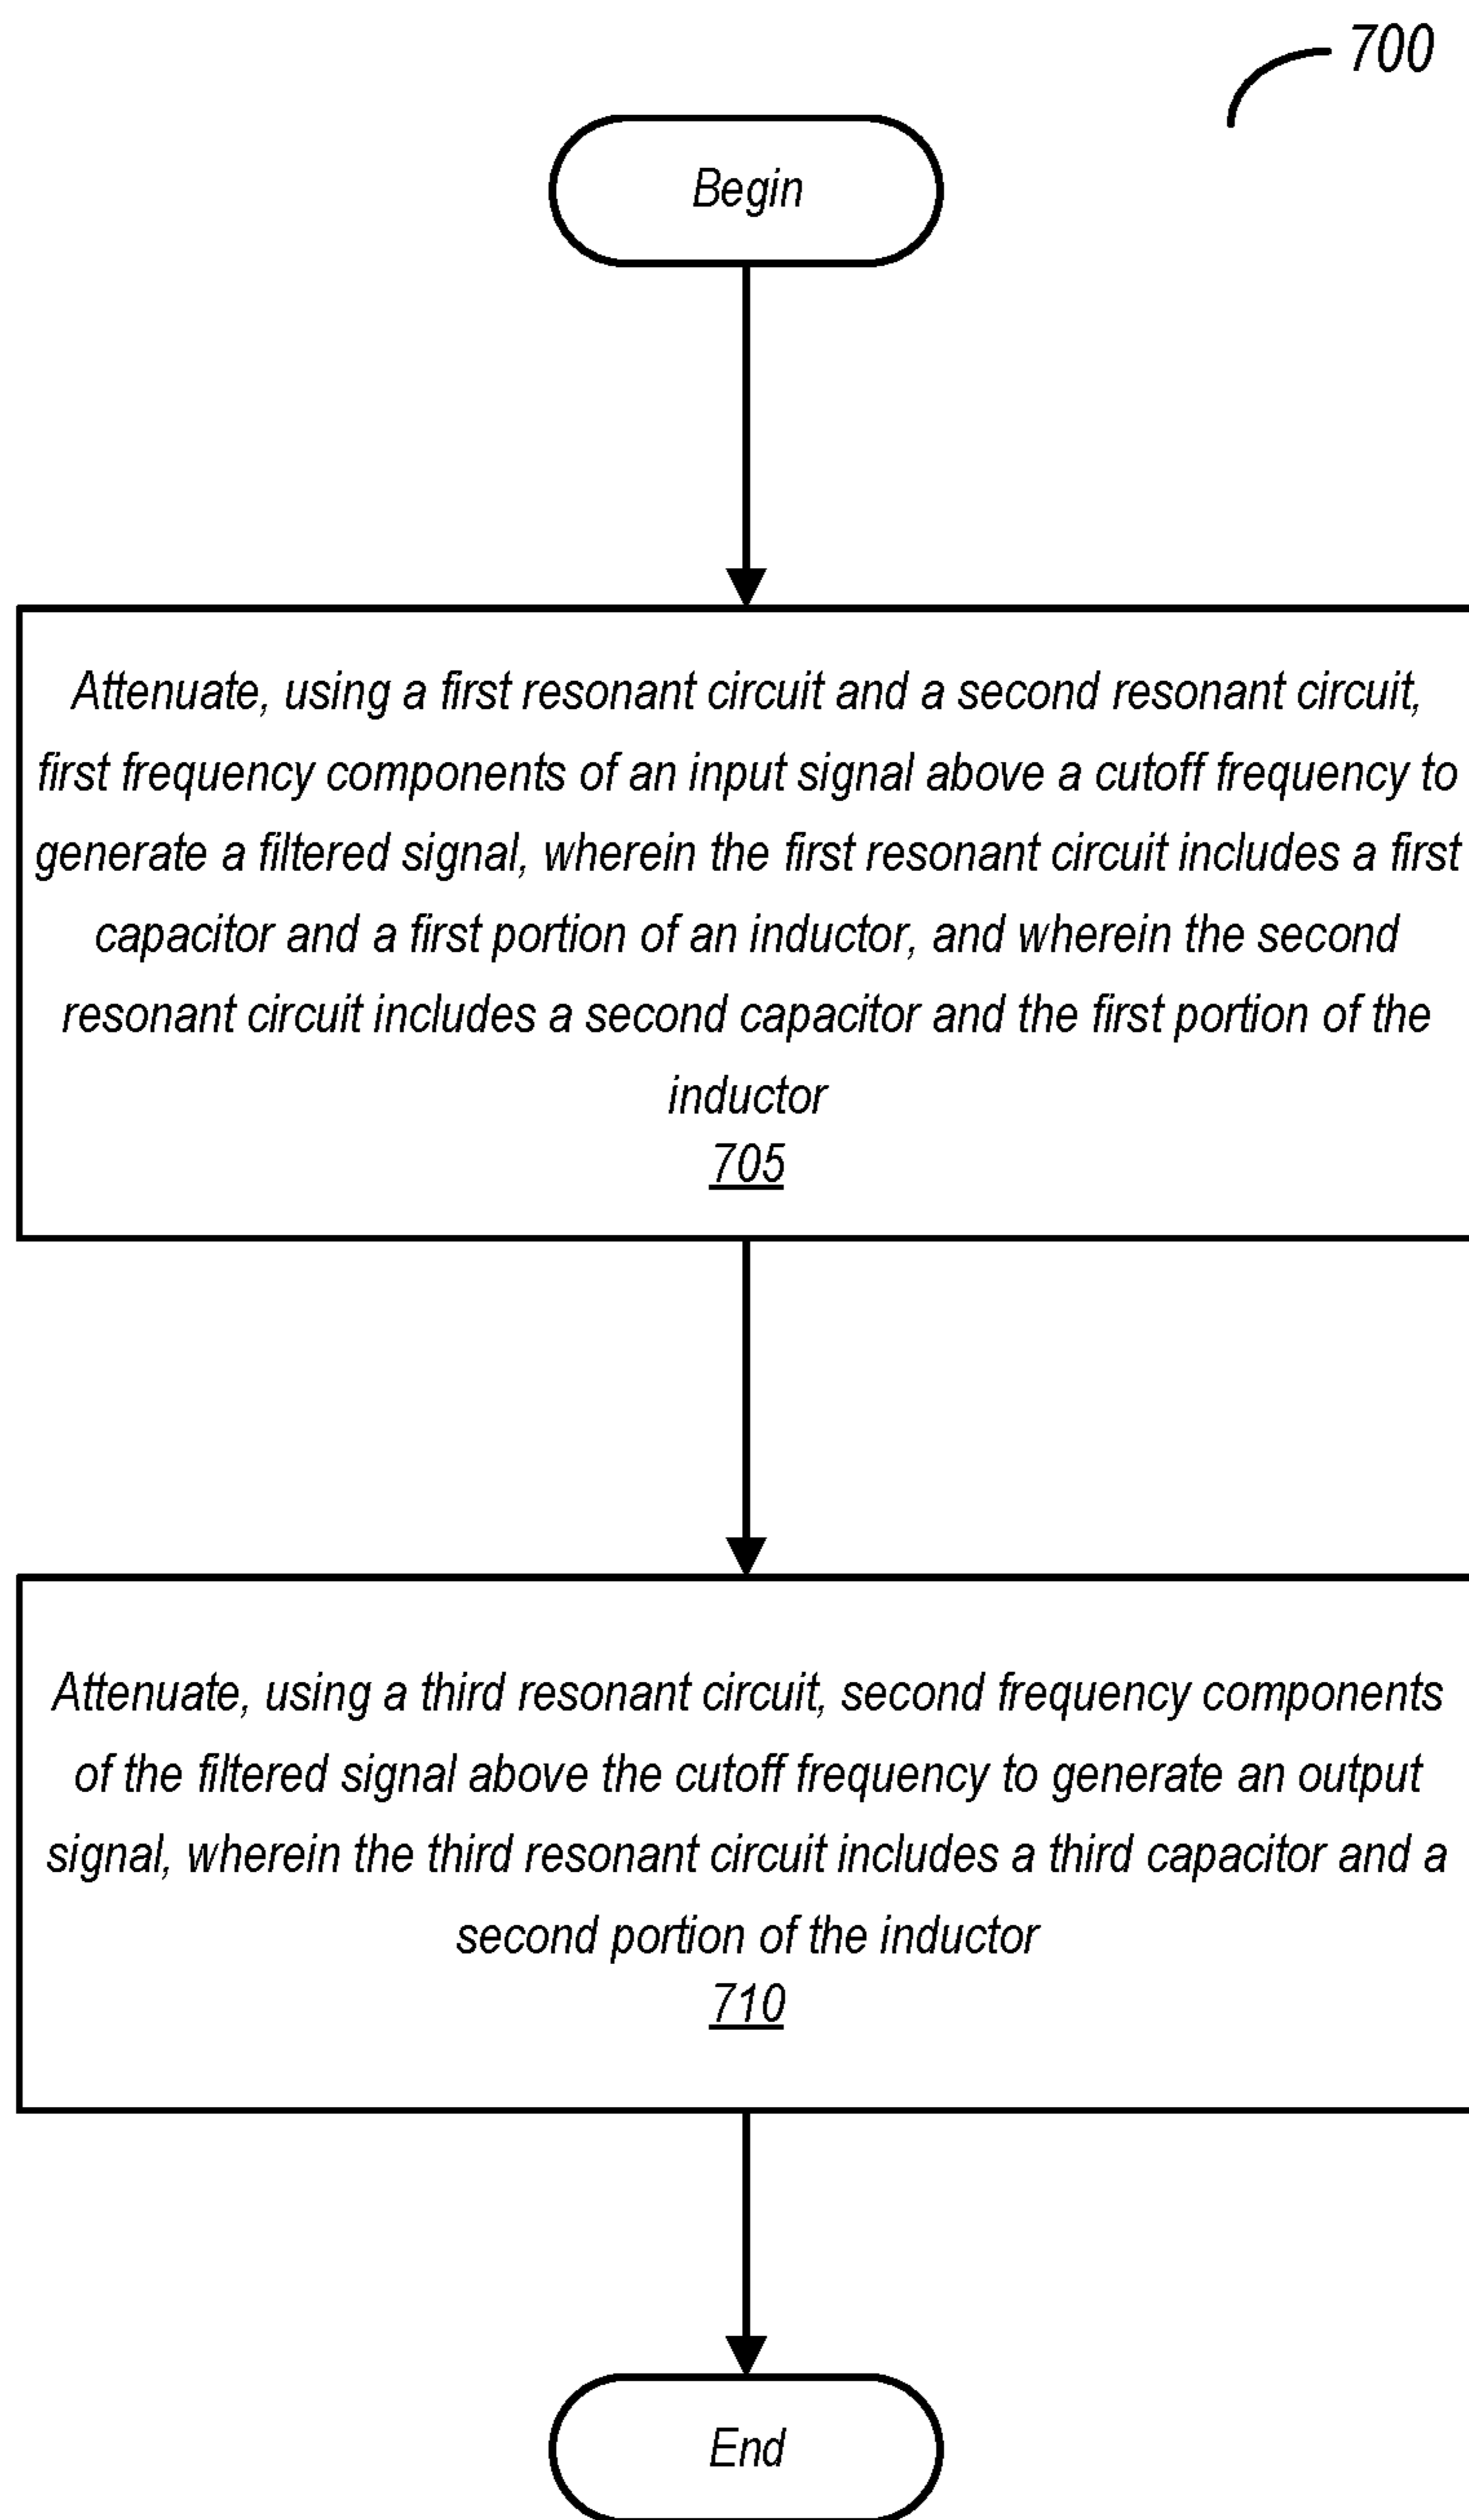 700
Begin
Attenuate, using a first resonant circuit and a second resonant circuit,
first frequency components of an input signal above a cutoff frequency to
generate a filtered signal, wherein the first resonant circuit includes a first
capacitor and a first portion of an inductor, and wherein the second
resonant circuit includes a second capacitor and the first portion of the
inductor
705
Attenuate, using a third resonant circuit, second frequency components
of the filtered signal above the cutoff frequency to generate an output
signal, wherein the third resonant circuit includes a third capacitor and a
second portion of the inductor
710
End